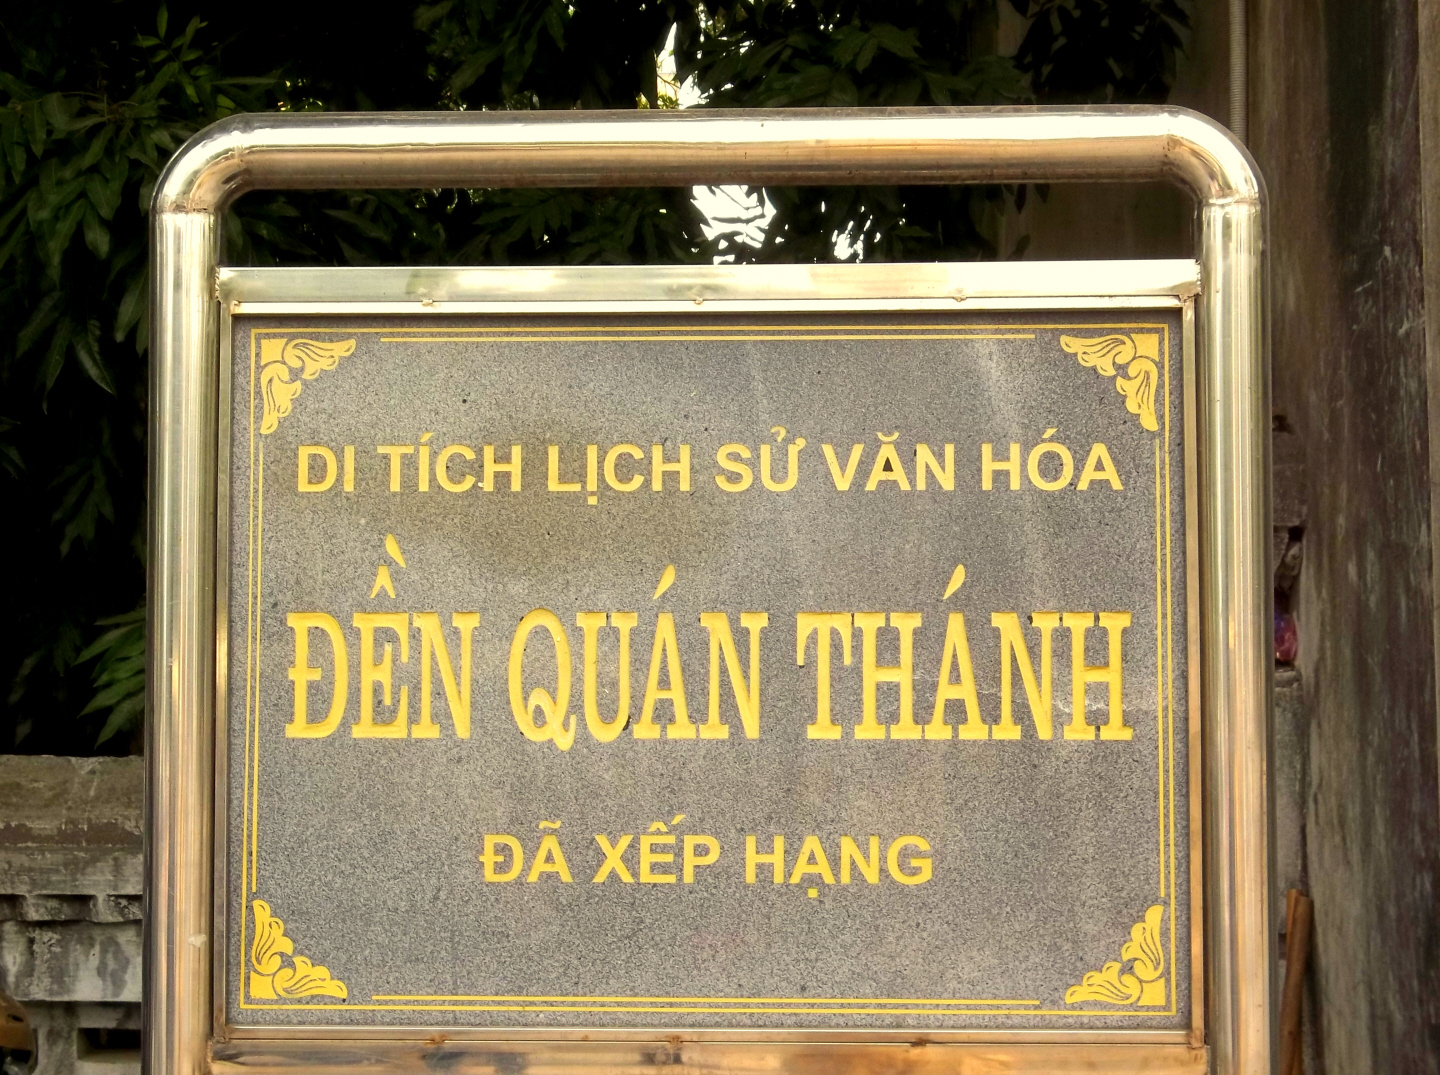 DI TÍCH LỊCH SỬ VĂN HÓA
ĐỀN QUÁN THÁNH
ĐÃ XẾP HẠNG